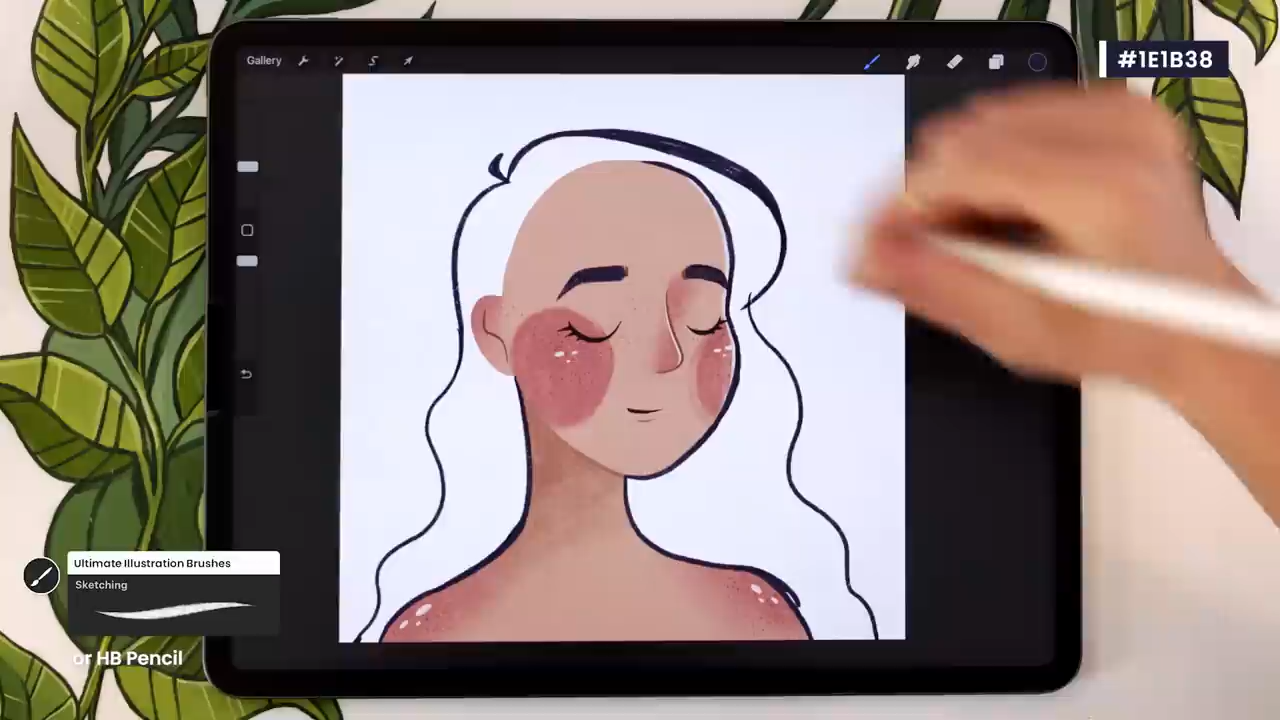 Gallery
#1E1B38
Ultimate Illustration Brushes
Sketching
or HB Pencil